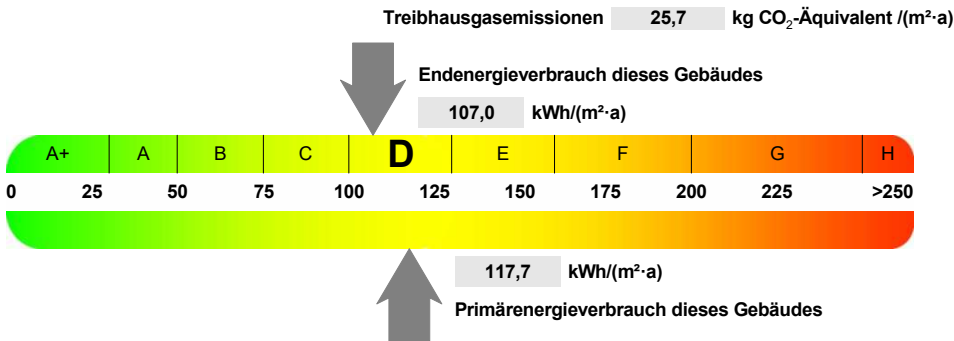 Treibhausgasemissionen 25,7 kg CO₂-Äquivalent /(m²·a)
Endenergieverbrauch dieses Gebäudes
107,0 kWh/(m²·a)
A+ A B C D E F G H
0 25 50 75 100 125 150 175 200 225 >250
117,7 kWh/(m²·a)
Primärenergieverbrauch dieses Gebäudes